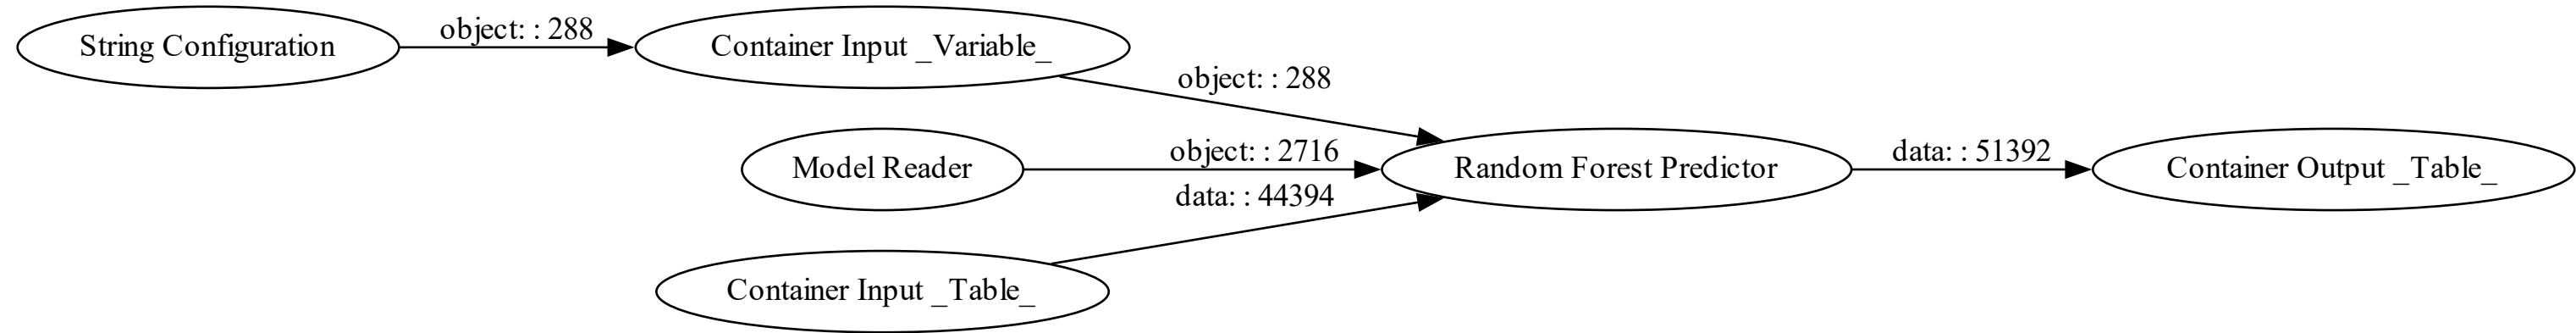 String Configuration
object: : 288
Container Input _Variable_
object: : 288
Model Reader
object: : 2716
Random Forest Predictor
data: : 51392
Container Output _Table_
data: : 44394
Container Input _Table_